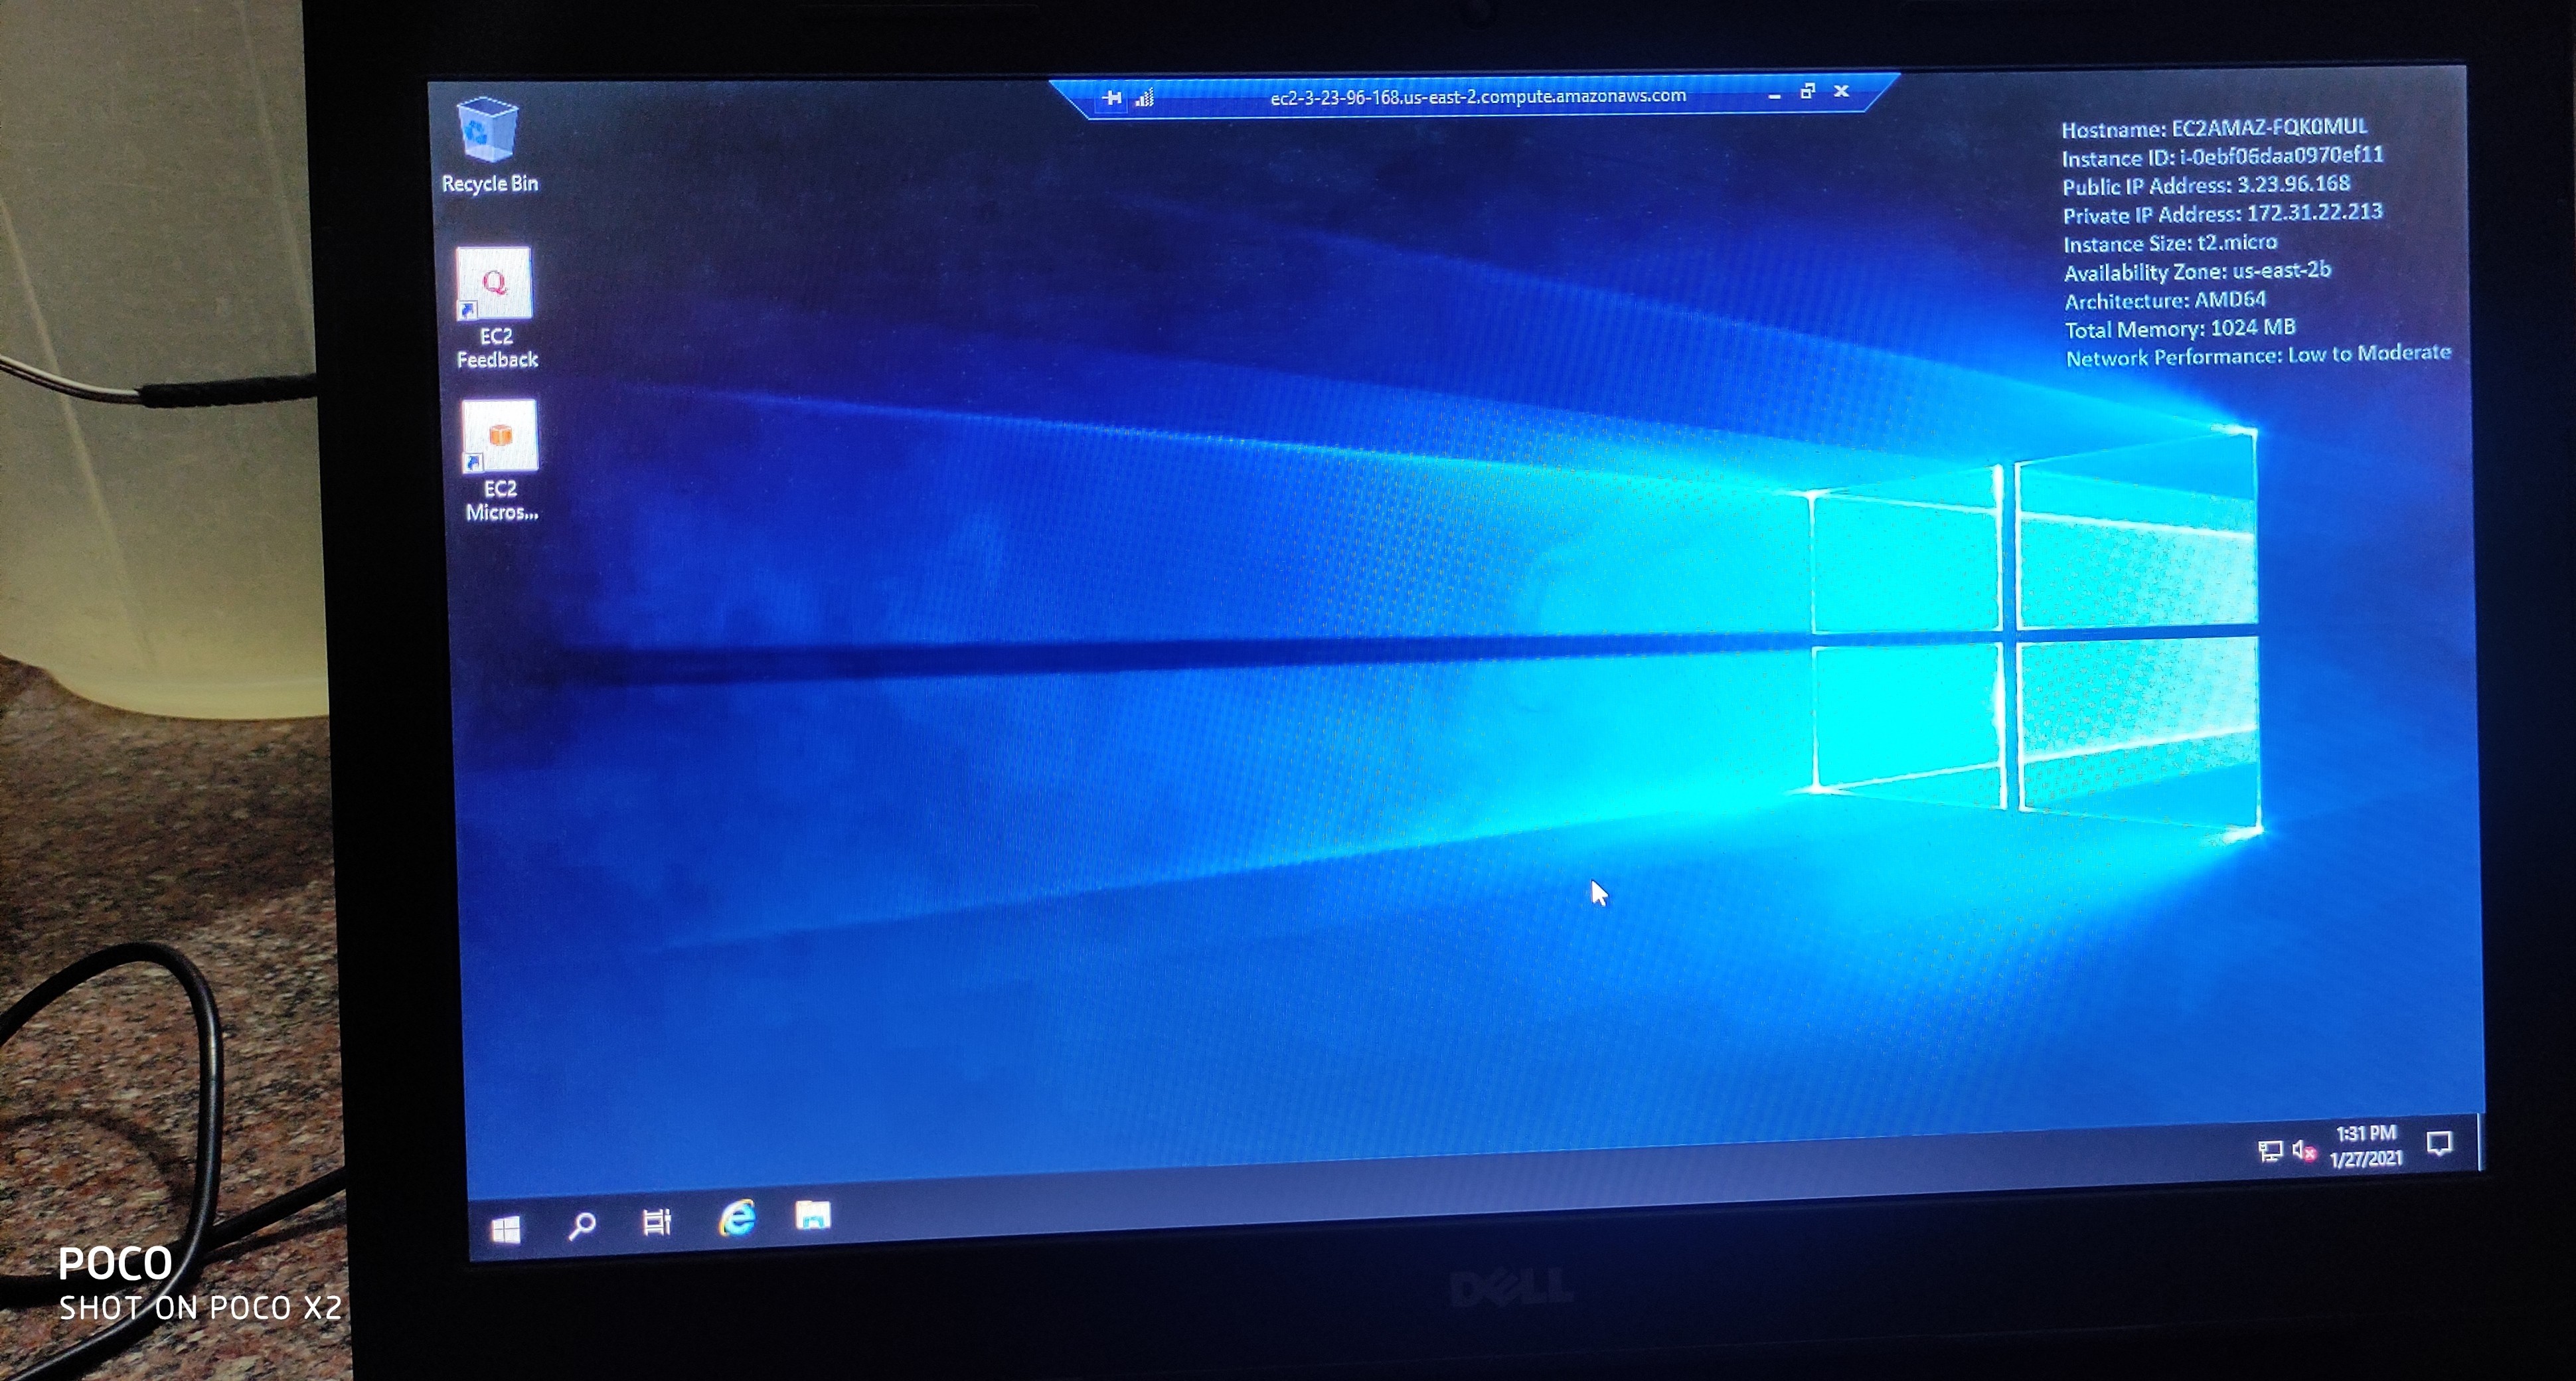 ec2-3-23-96-168.us-east-2.compute.amazonaws.com
Recycle Bin
Q
EC2
Feedback
EC2
Micros...
Hostname: EC2AMAZ-FQK0MUL
Instance ID: i-0ebf06daa0970ef11
Public IP Address: 3.23.96.168
Private IP Address: 172.31.22.213
Instance Size: t2.micro
Availability Zone: us-east-2b
Architecture: AMD64
Total Memory: 1024 MB
Network Performance: Low to Moderate
1:31 PM
1/27/2021
DELL
POCO
SHOT ON POCO X2